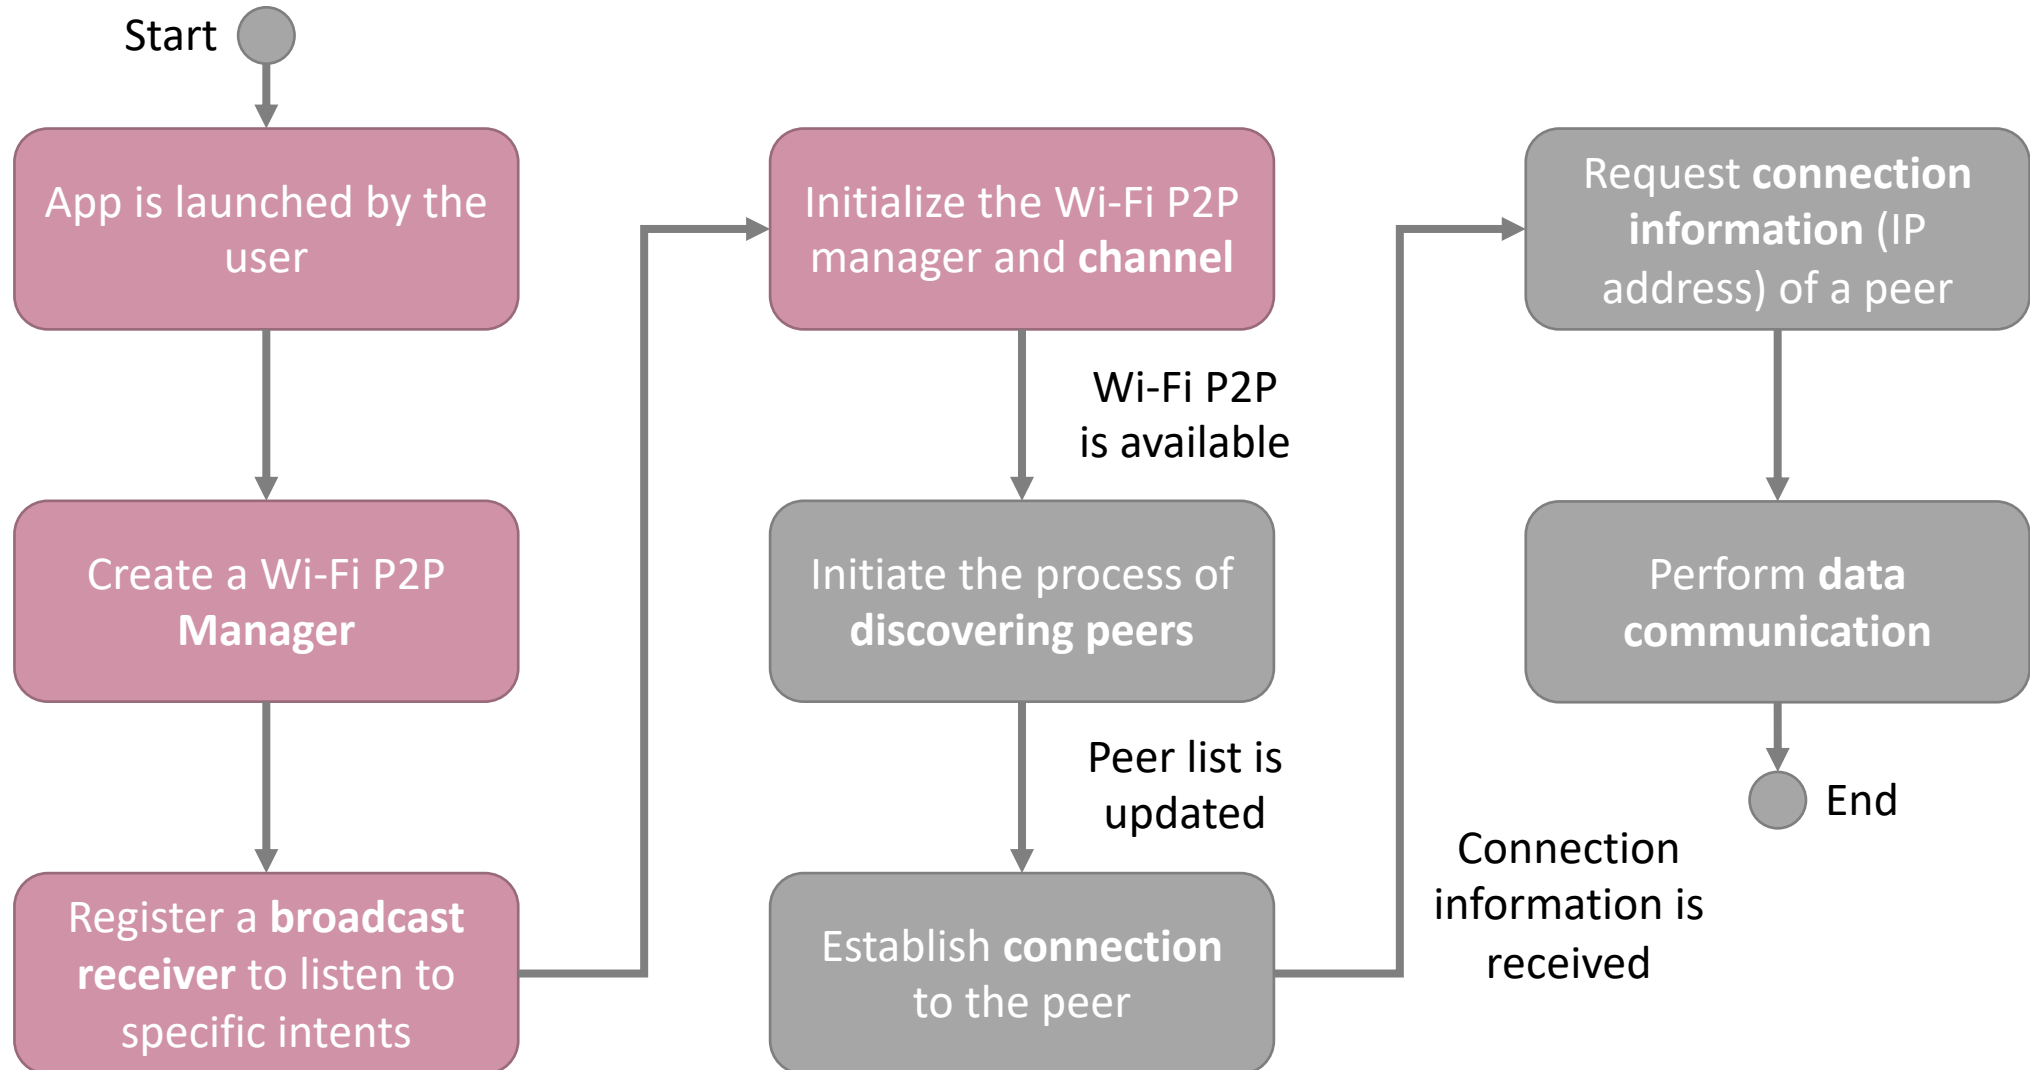 Start
App is launched by the
user
Create a Wi-Fi P2P
Manager
Register a broadcast
receiver to listen to
specific intents
Initialize the Wi-Fi P2P
manager and channel
Wi-Fi P2P
is available
Initiate the process of
discovering peers
Peer list is
updated
Establish connection
to the peer
Connection
information is
received
Request connection
information (IP
address) of a peer
Perform data
communication
End